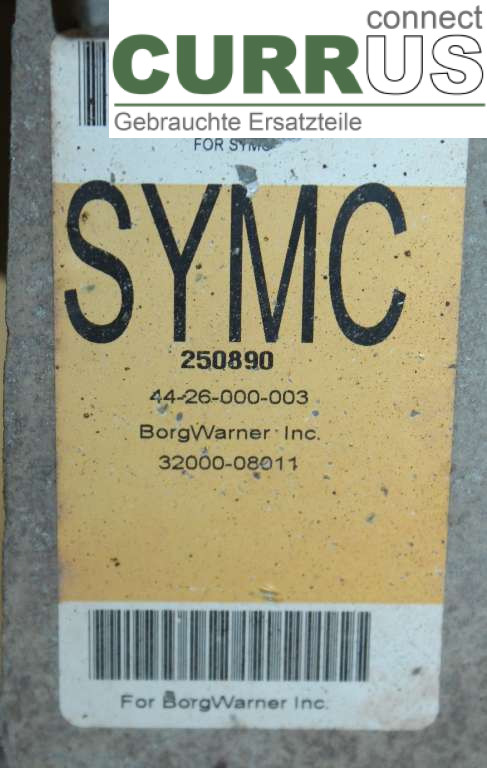 connect
CURRUS
Gebrauchte Ersatzteile
FOR SYMC
SYMC
250890
44-26-000-003
BorgWarner Inc.
32000-08011
For BorgWarner Inc.